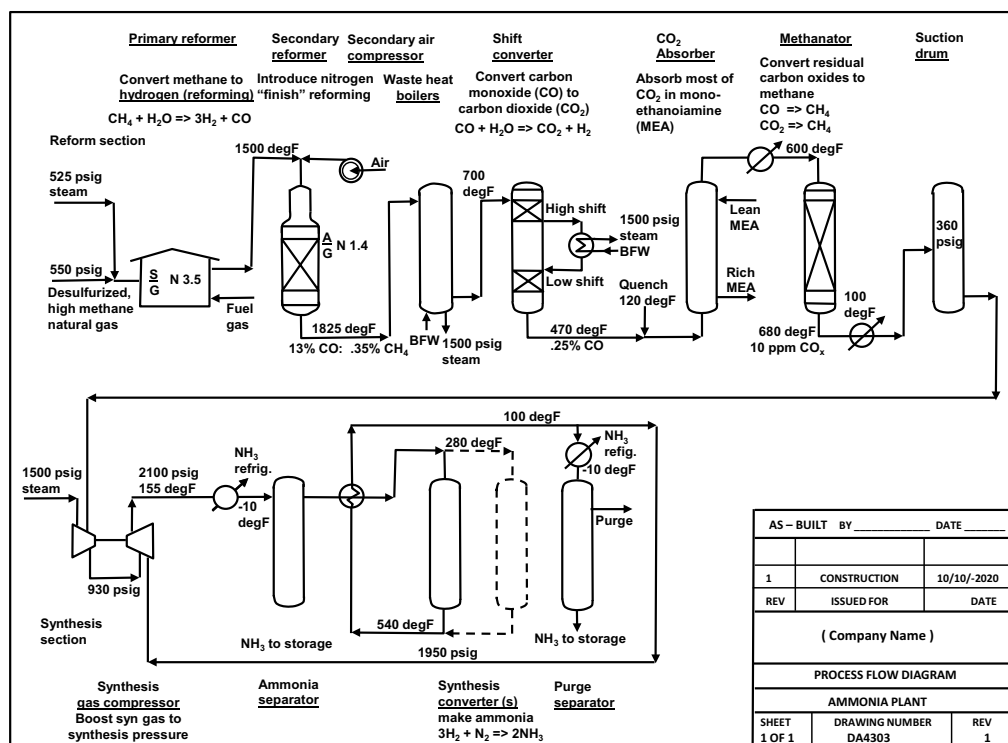 Primary reformer
Convert methane to
hydrogen (reforming)
CH₄ + H₂O => 3H₂ + CO
Reform section
Secondary
reformer
Introduce nitrogen
“finish” reforming
Secondary air
compressor
Waste heat
boilers
Shift
converter
Convert carbon
monoxide (CO) to
carbon dioxide (CO₂)
CO + H₂O => CO₂ + H₂
CO₂
Absorber
Absorb most of
CO₂ in mono-
ethanoiamine
(MEA)
Methanator
Convert residual
carbon oxides to
methane
CO => CH₄
CO₂ => CH₄
Suction
drum
525 psig
steam
550 psig
Desulfurized,
high methane
natural gas
S
G
N 3.5
Fuel
gas
1500 degF
Air
A
G
N 1.4
1825 degF
13% CO: .35% CH₄
BFW
1500 psig
steam
700
degF
High shift
1500 psig
steam
BFW
Low shift
470 degF
.25% CO
Quench
120 degF
Lean
MEA
Rich
MEA
600 degF
680 degF
10 ppm COₓ
100
degF
360
psig
1500 psig
steam
930 psig
Synthesis
section
2100 psig
155 degF
NH₃
refrig.
-10
degF
NH₃ to storage
100 degF
280 degF
540 degF
1950 psig
NH₃
refrig.
-10 degF
Purge
NH₃ to storage
Synthesis
gas compressor
Boost syn gas to
synthesis pressure
Ammonia
separator
Synthesis
converter (s)
make ammonia
3H₂ + N₂ => 2NH₃
Purge
separator
AS – BUILT BY ____________ DATE _______
1 CONSTRUCTION 10/10/-2020
REV ISSUED FOR DATE
( Company Name )
PROCESS FLOW DIAGRAM
AMMONIA PLANT
SHEET DRAWING NUMBER REV
1 OF 1 DA4303 1